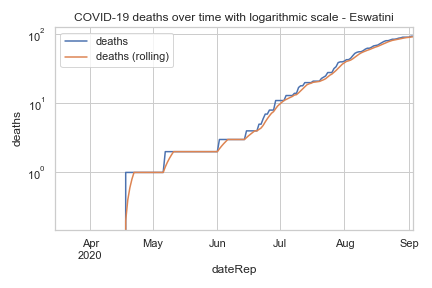 COVID-19 deaths over time with logarithmic scale - Eswatini
deaths
deaths (rolling)
10²
10¹
10⁰
deaths
Apr May Jun Jul Aug Sep
2020
dateRep